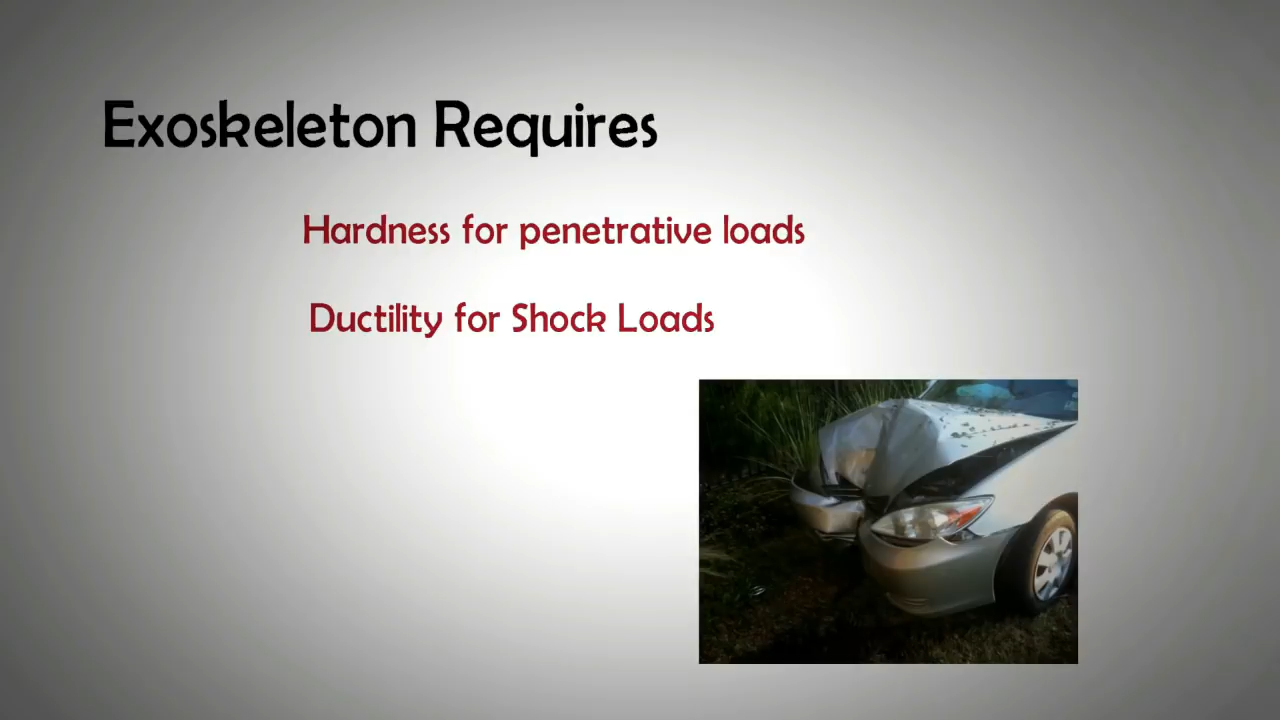 Exoskeleton Requires
Hardness for penetrative loads
Ductility for Shock Loads